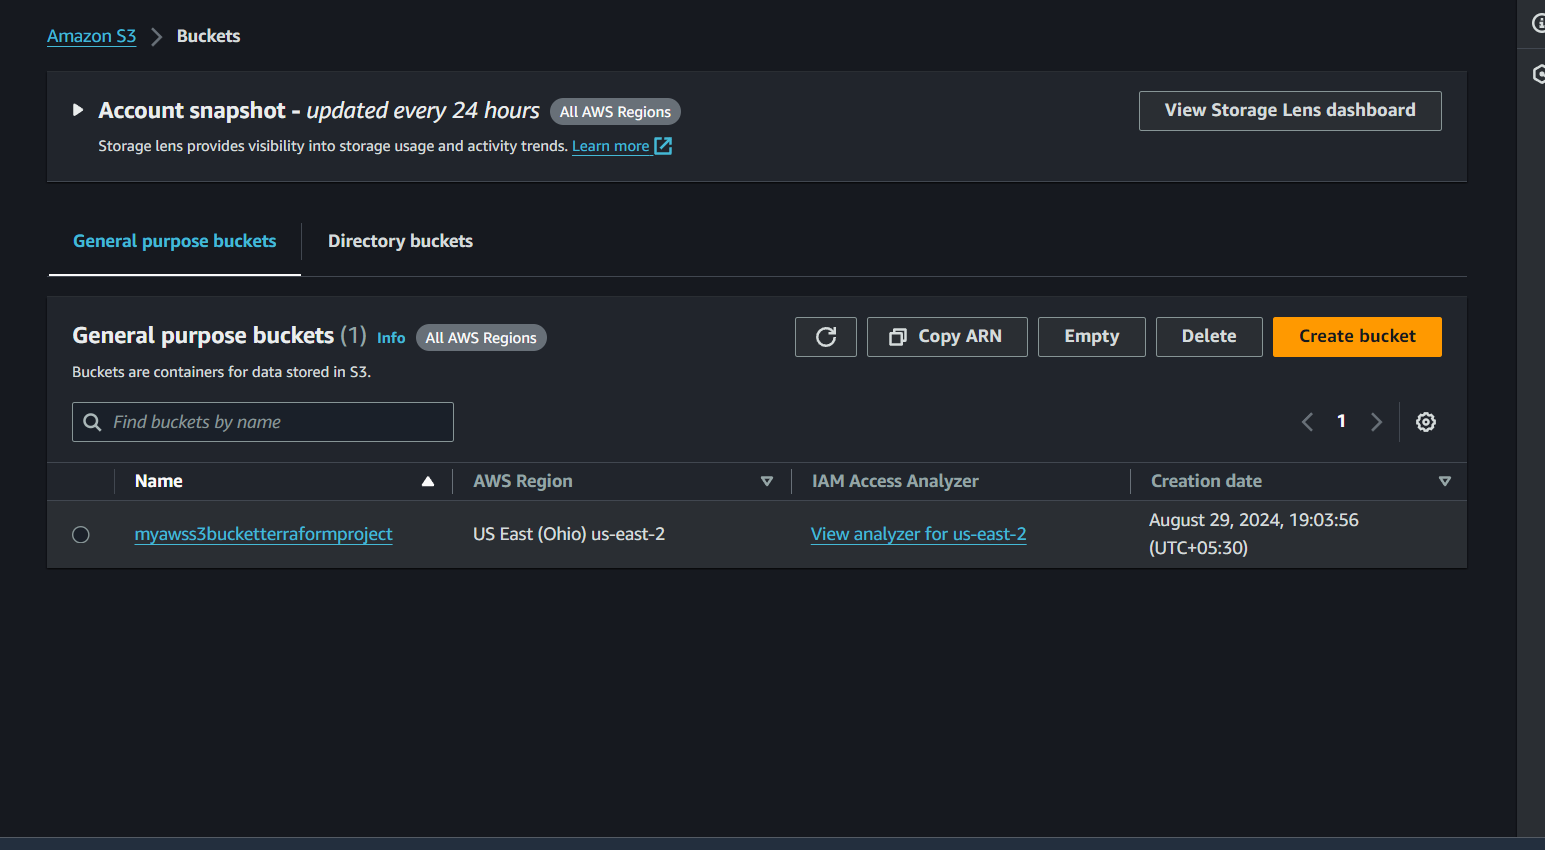 Amazon S3 > Buckets
Account snapshot - updated every 24 hours All AWS Regions View Storage Lens dashboard
Storage lens provides visibility into storage usage and activity trends. Learn more
General purpose buckets Directory buckets
General purpose buckets (1) Info All AWS Regions Copy ARN Empty Delete Create bucket
Buckets are containers for data stored in S3.
Find buckets by name 1
Name AWS Region IAM Access Analyzer Creation date
myawss3bucketterraformproject US East (Ohio) us-east-2 View analyzer for us-east-2 August 29, 2024, 19:03:56
(UTC+05:30)